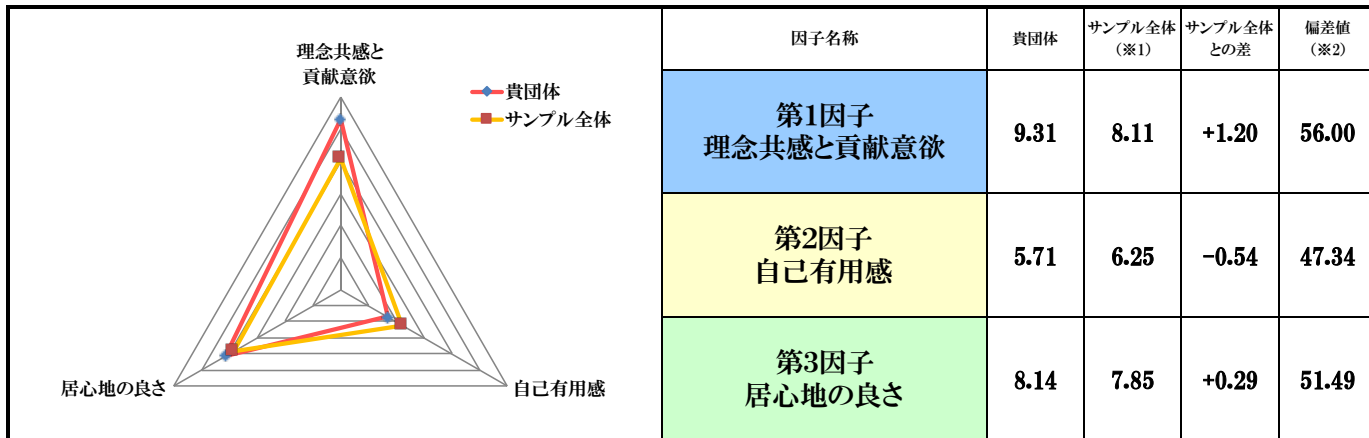 理念共感と
貢献意欲
貴団体
サンプル全体
居心地の良さ
自己有用感
因子名称
貴団体
サンプル全体
(※1)
サンプル全体
との差
偏差値
(※2)
第1因子
理念共感と貢献意欲
9.31
8.11
+1.20
56.00
第2因子
自己有用感
5.71
6.25
-0.54
47.34
第3因子
居心地の良さ
8.14
7.85
+0.29
51.49